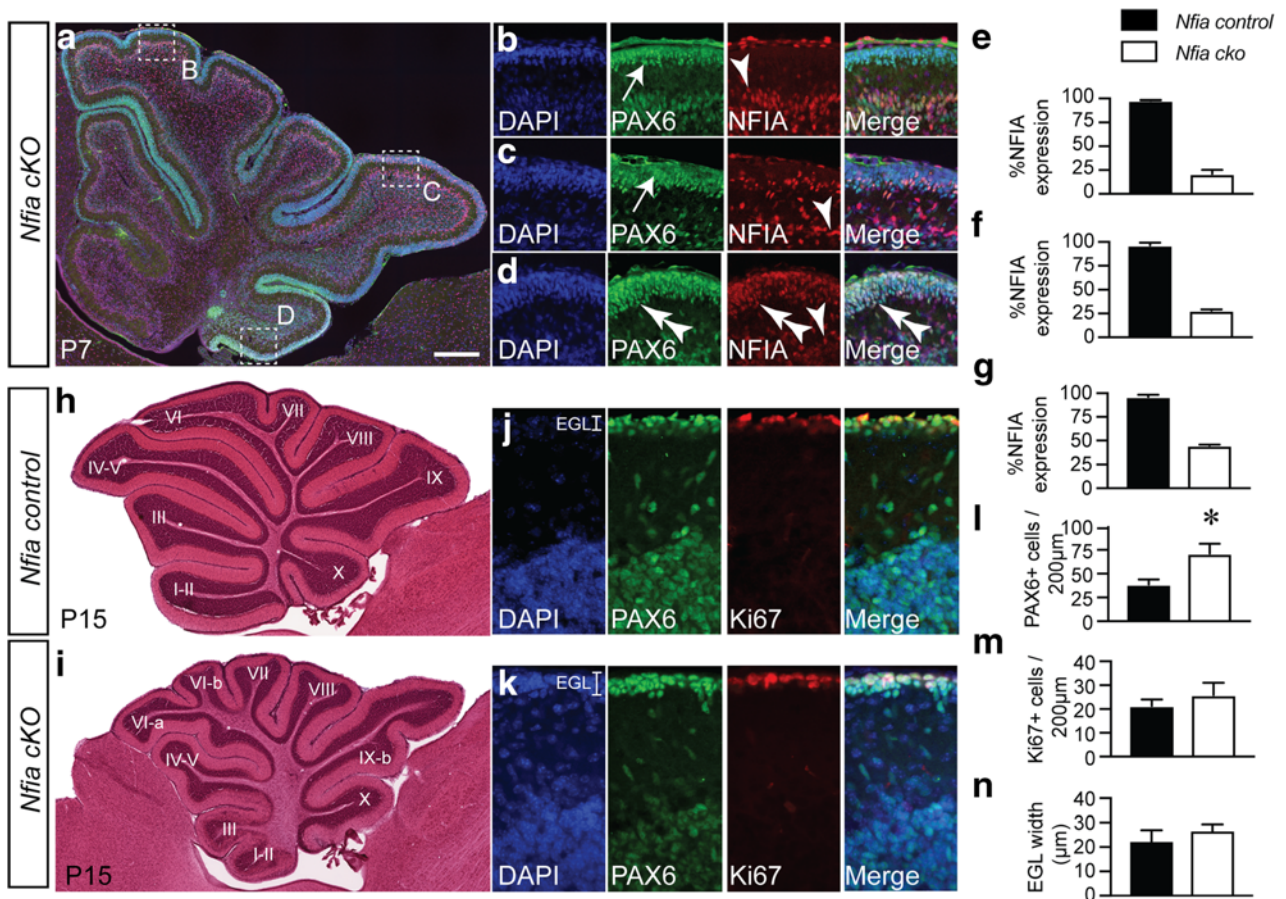 Nfia control
Nfia cko
Nfia cKO
a
B
C
D
P7
b
DAPI
PAX6
NFIA
Merge
c
DAPI
PAX6
NFIA
Merge
d
DAPI
PAX6
NFIA
Merge
e
%NFIA
expression
100
75
50
25
0
f
%NFIA
expression
100
75
50
25
0
g
%NFIA
expression
100
75
50
25
0
Nfia control
h
VI
VII
VIII
IV-V
IX
III
X
I-II
P15
j
EGL
DAPI
PAX6
Ki67
Merge
l
PAX6+ cells /
200µm
100
75
50
25
0
*
Nfia cKO
i
VI-b
VII
VIII
VI-a
IV-V
IX-b
X
III
I-II
P15
k
EGL
DAPI
PAX6
Ki67
Merge
m
Ki67+ cells /
200µm
40
30
20
10
0
n
EGL width
(µm)
40
30
20
10
0